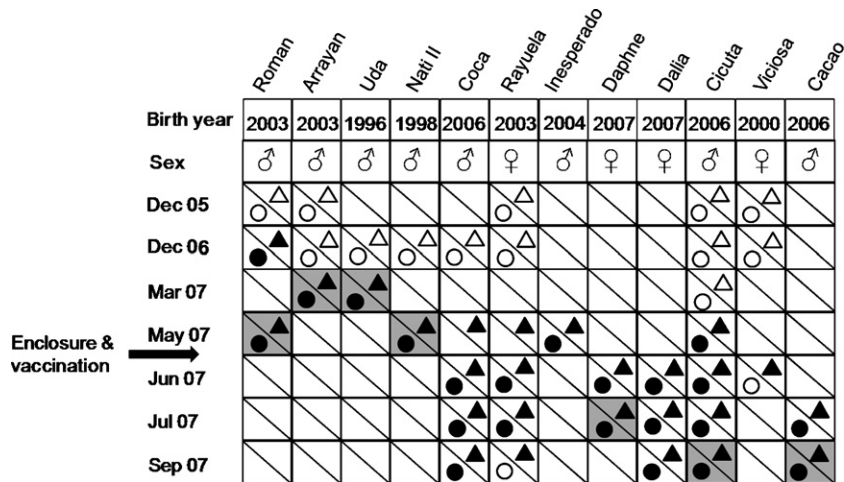 Roman Arrayan Uda Nati II Coca Rayuela Inesperado Daphne Dalia Cicuta Viciosa Cacao
Birth year 2003 2003 1996 1998 2006 2003 2004 2007 2007 2006 2000 2006
Sex ♂ ♂ ♂ ♂ ♂ ♀ ♂ ♀ ♀ ♂ ♀ ♂
Dec 05
Dec 06
Mar 07
May 07
Enclosure &
vaccination
Jun 07
Jul 07
Sep 07